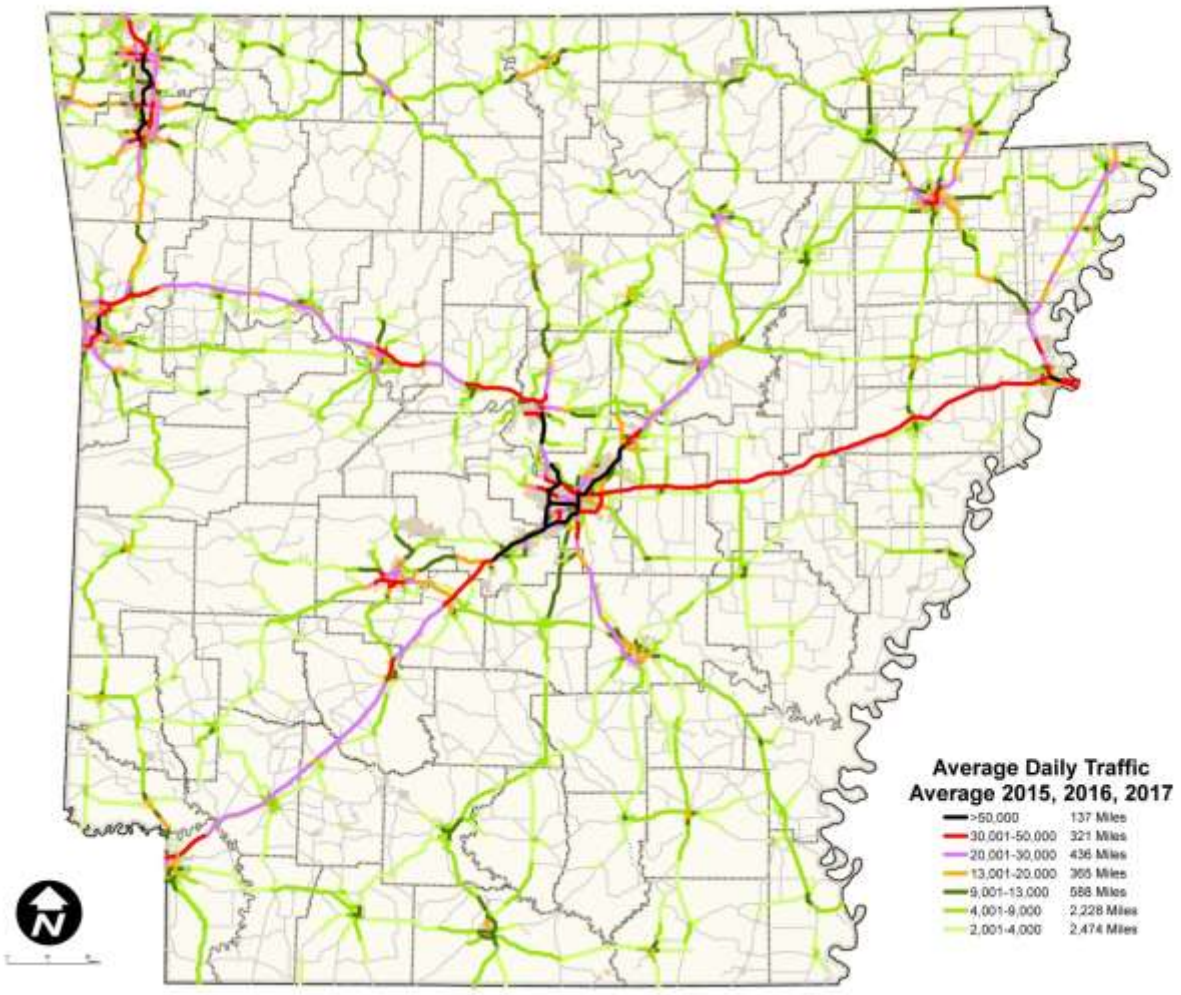 Average Daily Traffic
Average 2015, 2016, 2017
>50,000 137 Miles
30,001-50,000 321 Miles
20,001-30,000 436 Miles
13,001-20,000 365 Miles
9,001-13,000 588 Miles
4,001-9,000 2,228 Miles
2,001-4,000 2,474 Miles
N